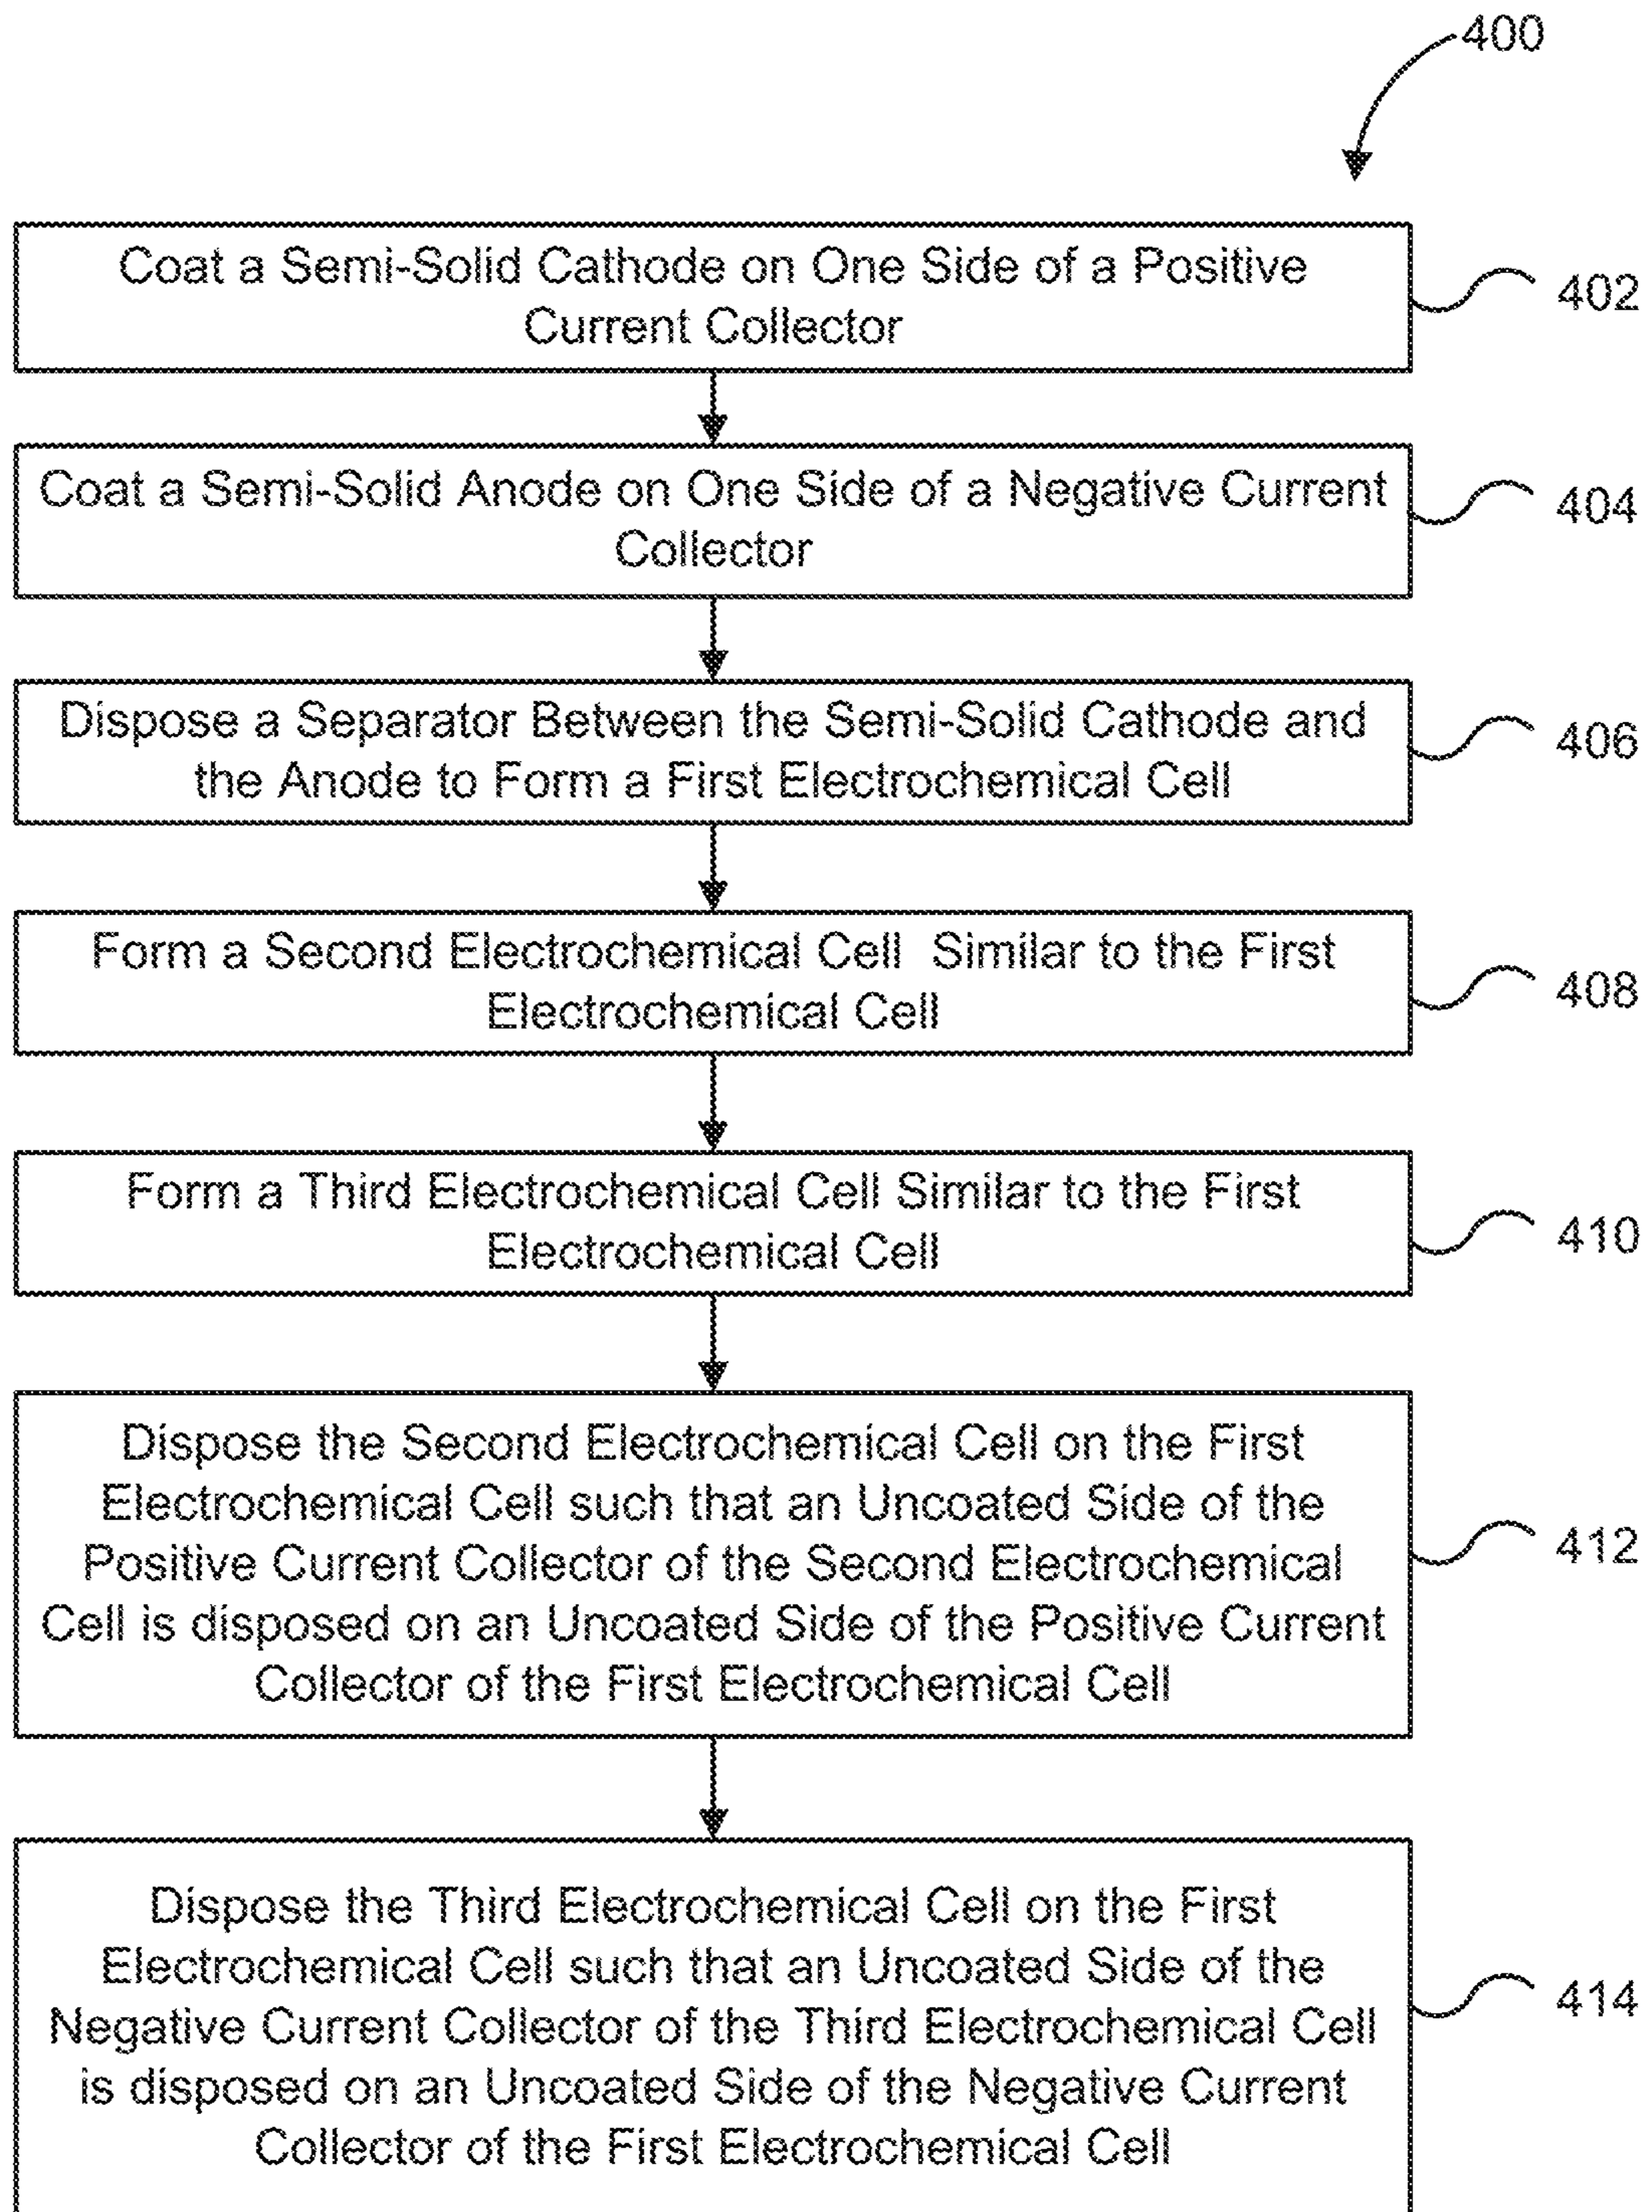 400
Coat a Semi-Solid Cathode on One Side of a Positive
Current Collector
402
Coat a Semi-Solid Anode on One Side of a Negative Current
Collector
404
Dispose a Separator Between the Semi-Solid Cathode and
the Anode to Form a First Electrochemical Cell
406
Form a Second Electrochemical Cell  Similar to the First
Electrochemical Cell
408
Form a Third Electrochemical Cell Similar to the First
Electrochemical Cell
410
Dispose the Second Electrochemical Cell on the First
Electrochemical Cell such that an Uncoated Side of the
Positive Current Collector of the Second Electrochemical
Cell is disposed on an Uncoated Side of the Positive Current
Collector of the First Electrochemical Cell
412
Dispose the Third Electrochemical Cell on the First
Electrochemical Cell such that an Uncoated Side of the
Negative Current Collector of the Third Electrochemical Cell
is disposed on an Uncoated Side of the Negative Current
Collector of the First Electrochemical Cell
414